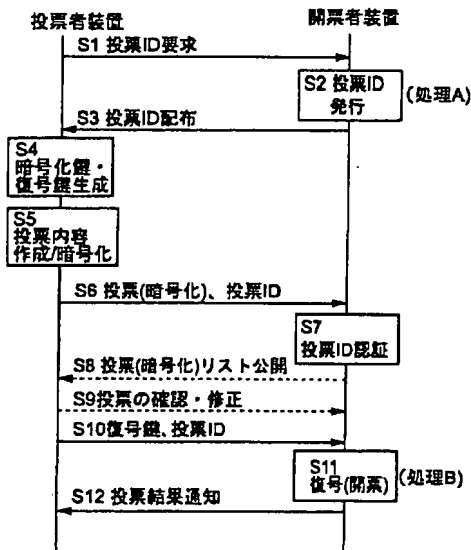 投票者装置
開票者装置
S1 投票ID要求
S2 投票ID
発行
(処理A)
S3 投票ID配布
S4
暗号化鍵・
復号鍵生成
S5
投票内容
作成/暗号化
S6 投票(暗号化)、投票ID
S7
投票ID認証
S8 投票(暗号化)リスト公開
S9投票の確認・修正
S10復号鍵、投票ID
S11
復号(開票)
(処理B)
S12 投票結果通知